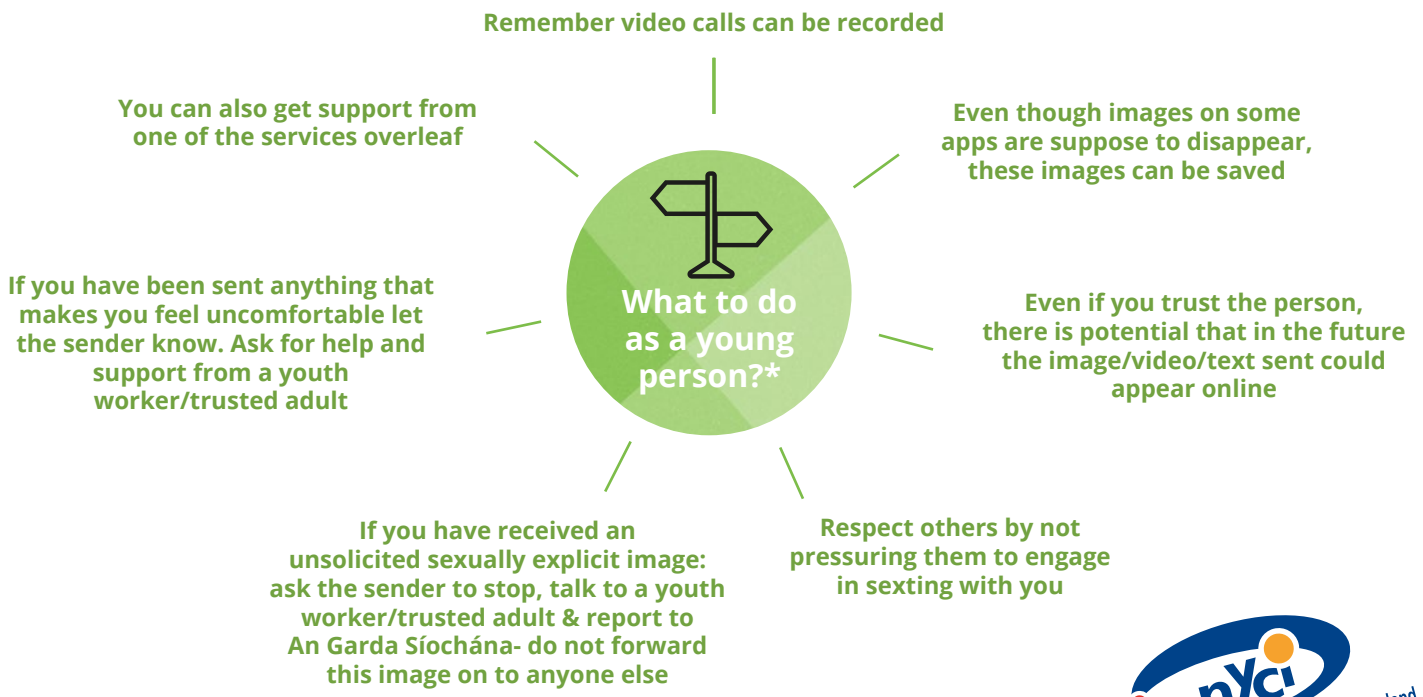 Remember video calls can be recorded
You can also get support from
one of the services overleaf
Even though images on some
apps are suppose to disappear,
these images can be saved
If you have been sent anything that
makes you feel uncomfortable let
the sender know. Ask for help and
support from a youth
worker/trusted adult
What to do
as a young
person?*
Even if you trust the person,
there is potential that in the future
the image/video/text sent could
appear online
If you have received an
unsolicited sexually explicit image:
ask the sender to stop, talk to a youth
worker/trusted adult & report to
An Garda Síochána- do not forward
this image on to anyone else
Respect others by not
pressuring them to engage
in sexting with you
nyci